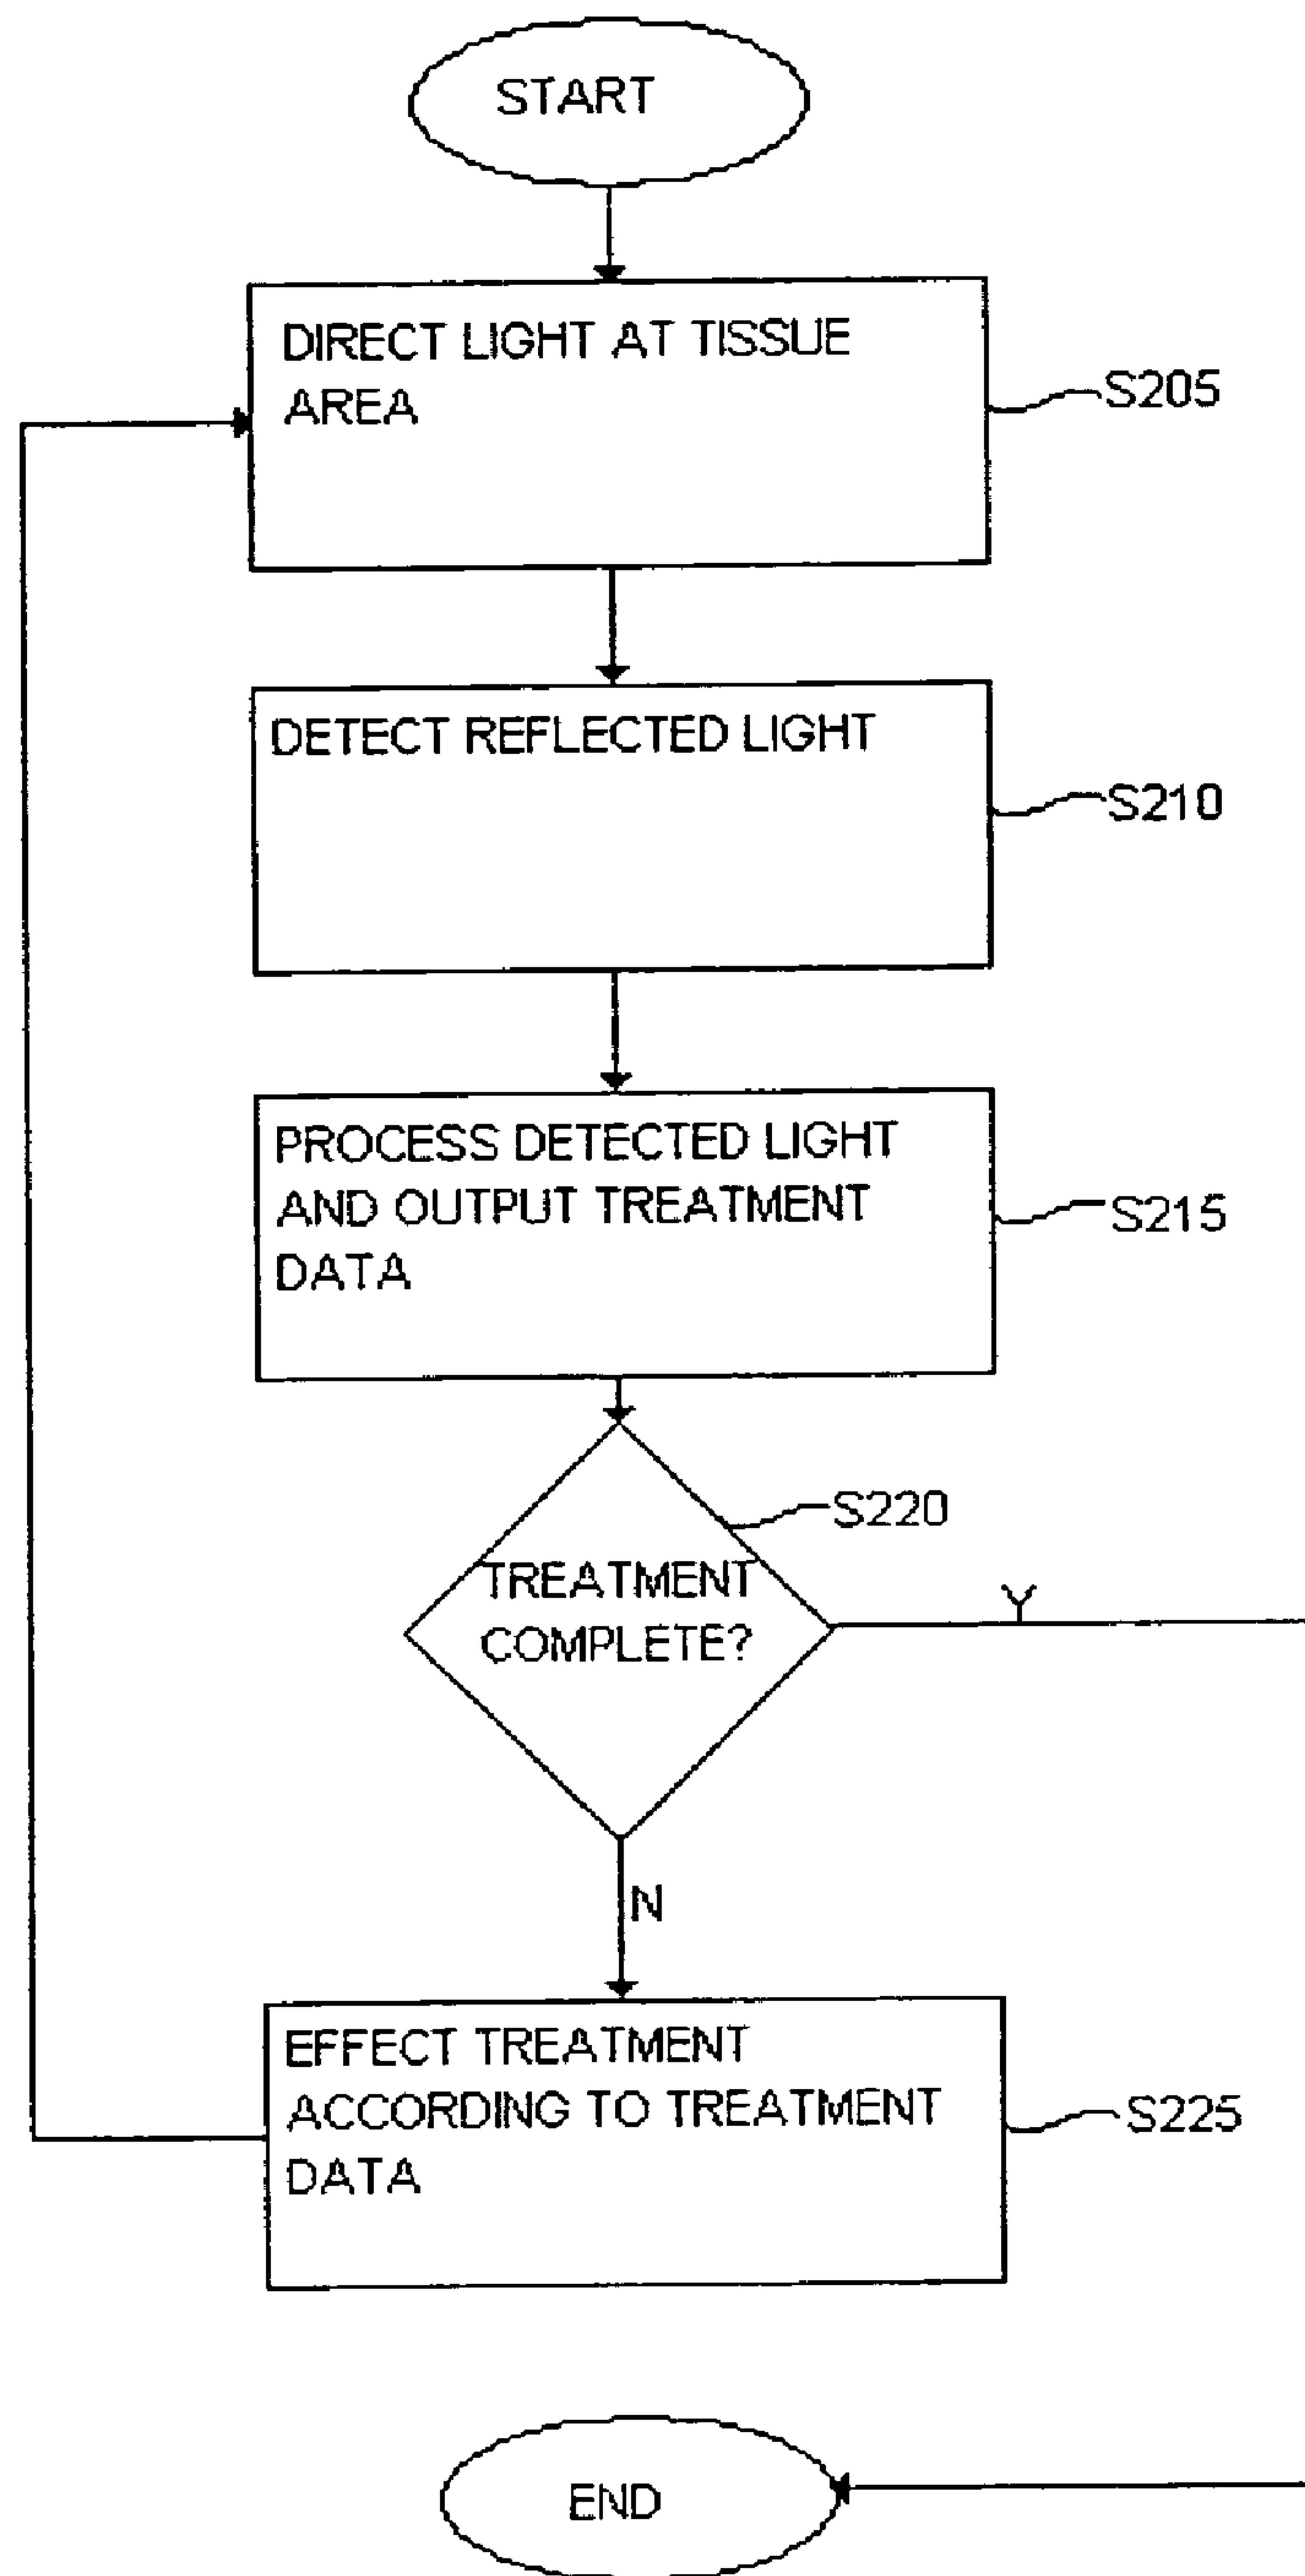 START
DIRECT LIGHT AT TISSUE
AREA
S205
DETECT REFLECTED LIGHT
S210
PROCESS DETECTED LIGHT
AND OUTPUT TREATMENT
DATA
S215
S220
TREATMENT
COMPLETE?
Y
N
EFFECT TREATMENT
ACCORDING TO TREATMENT
DATA
S225
END